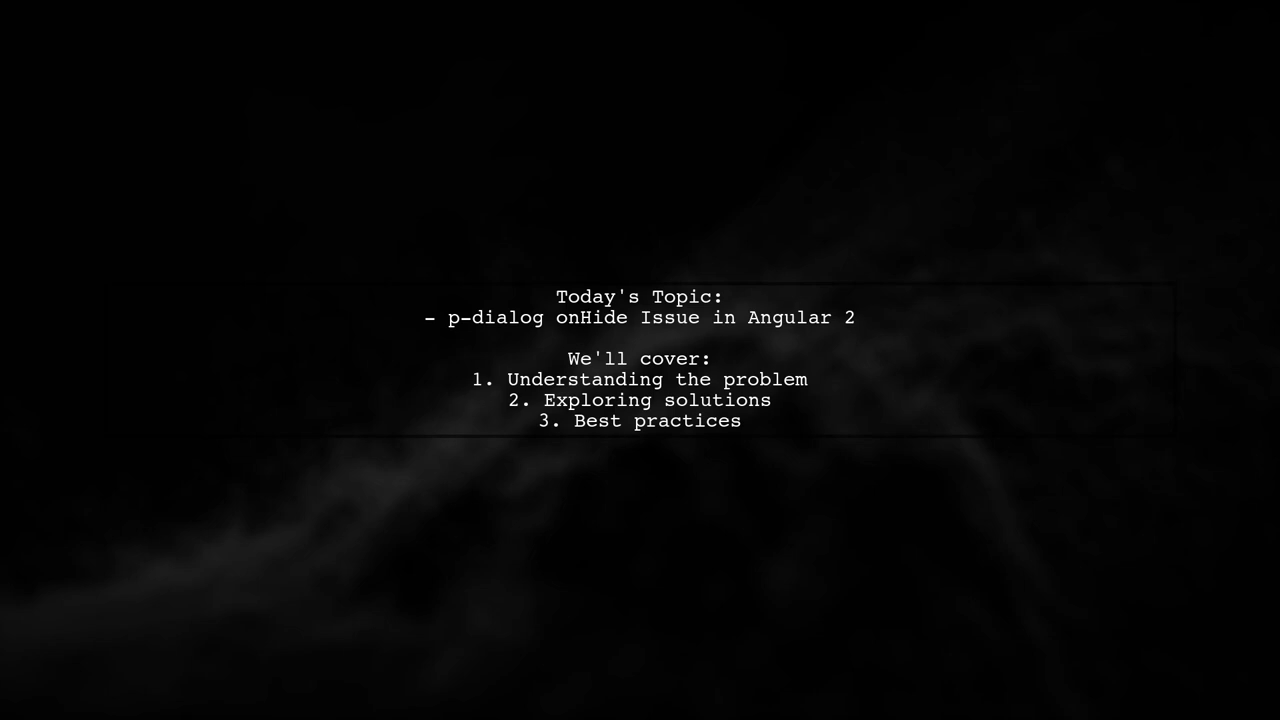 Today's Topic:
- p-dialog onHide Issue in Angular 2
We'll cover:
1. Understanding the problem
2. Exploring solutions
3. Best practices